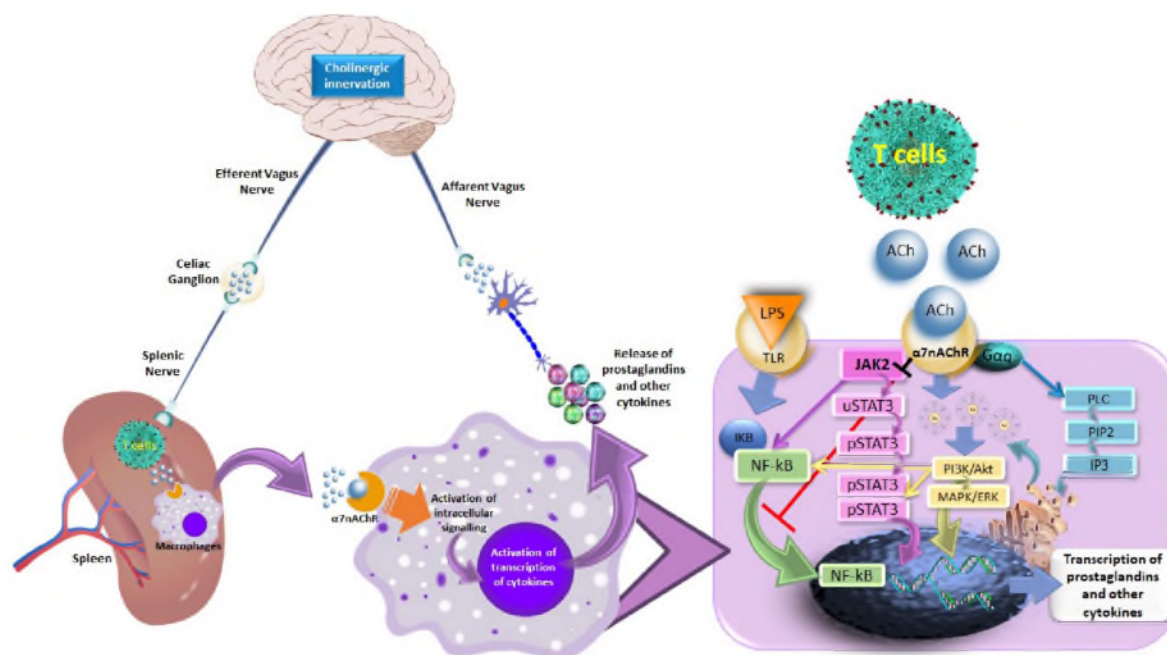 Cholinergic
innervation
Efferent Vagus
Nerve
Affarent Vagus
Nerve
Celiac
Ganglion
Splenic
Nerve
T cells
Macrophages
Spleen
α7nAChR
Activation of
intracellular
signalling
Activation of
transcription
of cytokines
Release of
prostaglandins
and other
cytokines
T cells
ACh
ACh
ACh
LPS
TLR
α7nAChR
Gαq
JAK2
uSTAT3
pSTAT3
pSTAT3
pSTAT3
IKB
NF-kB
PI3K/Akt
MAPK/ERK
PLC
PIP2
IP3
NF-kB
Transcription of
prostaglandins
and other
cytokines